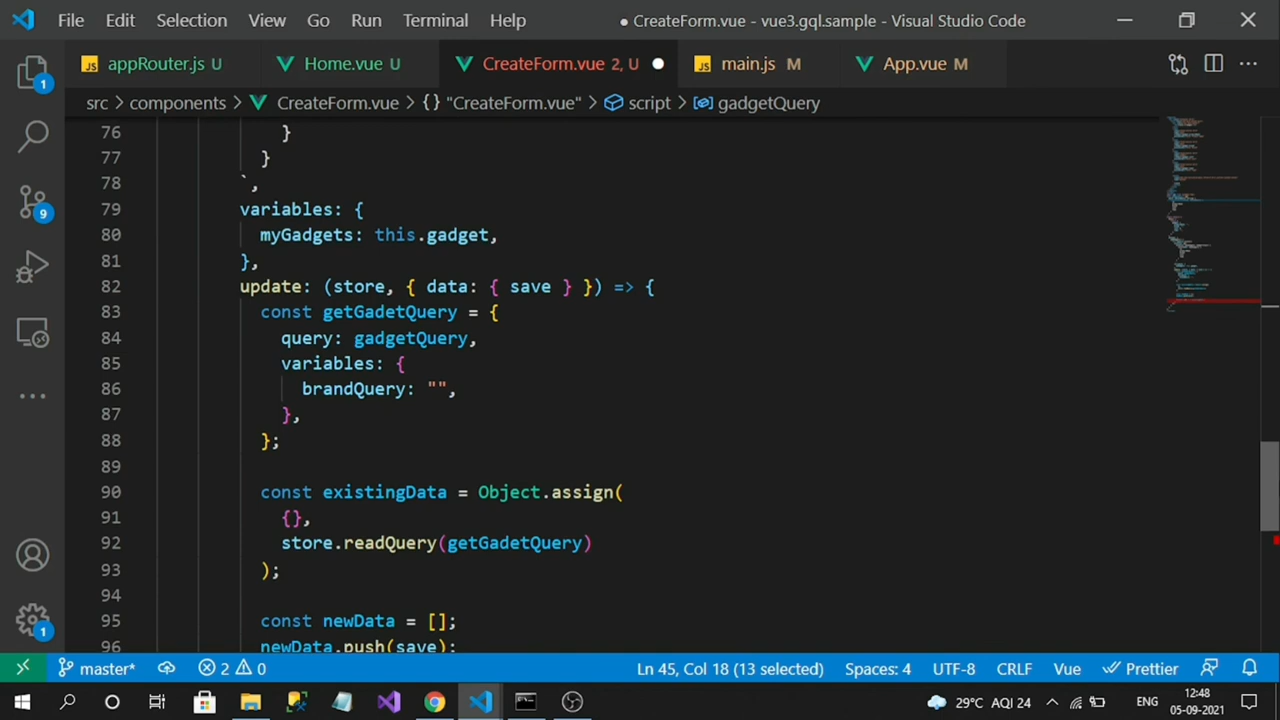 File Edit Selection View Go Run Terminal Help ● CreateForm.vue - vue3.gql.sample - Visual Studio Code
JS appRouter.js U Home.vue U CreateForm.vue 2, U JS main.js M App.vue M
src > components > CreateForm.vue > {} "CreateForm.vue" > script > gadgetQuery
76 }
77 }
78 `,
79 variables: {
80 myGadgets: this.gadget,
81 },
82 update: (store, { data: { save } }) => {
83 const getGadetQuery = {
84 query: gadgetQuery,
85 variables: {
86 brandQuery: "",
87 },
88 };
89
90 const existingData = Object.assign(
91 {},
92 store.readQuery(getGadetQuery)
93 );
94
95 const newData = [];
96 newData.push(save);
1
9
1
master* 2 0 Ln 45, Col 18 (13 selected) Spaces: 4 UTF-8 CRLF Vue Prettier
29°C AQI 24 ENG 12:48 05-09-2021